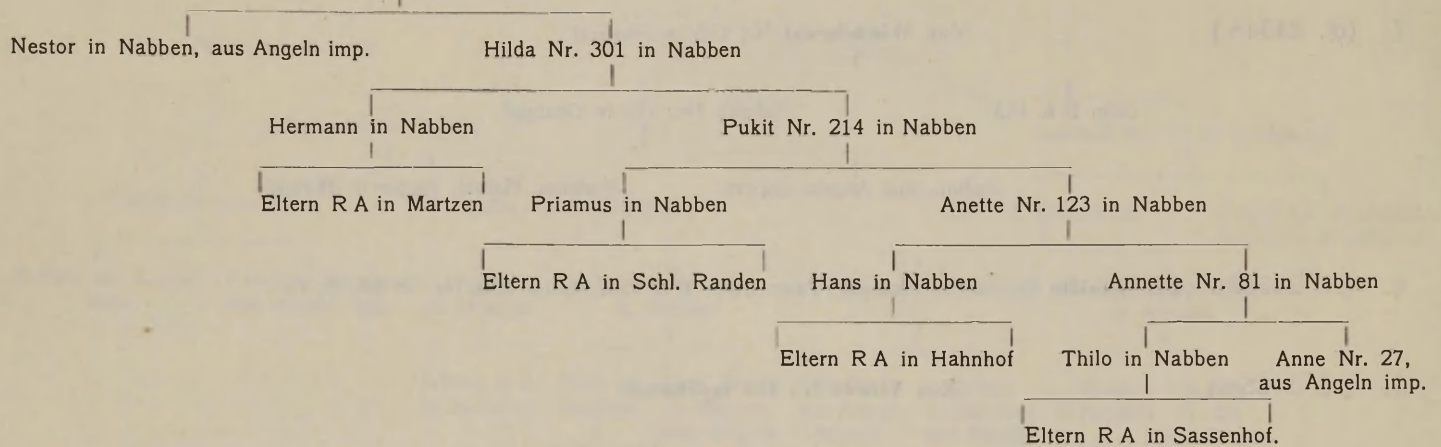 Nestor in Nabben, aus Angeln imp. Hilda Nr. 301 in Nabben
Hermann in Nabben Pukit Nr. 214 in Nabben
Eltern R A in Martzen Priamus in Nabben Anette Nr. 123 in Nabben
Eltern R A in Schl. Randen Hans in Nabben Annette Nr. 81 in Nabben
Eltern R A in Hahnhof Thilo in Nabben Anne Nr. 27,
aus Angeln imp.
Eltern R A in Sassenhof.